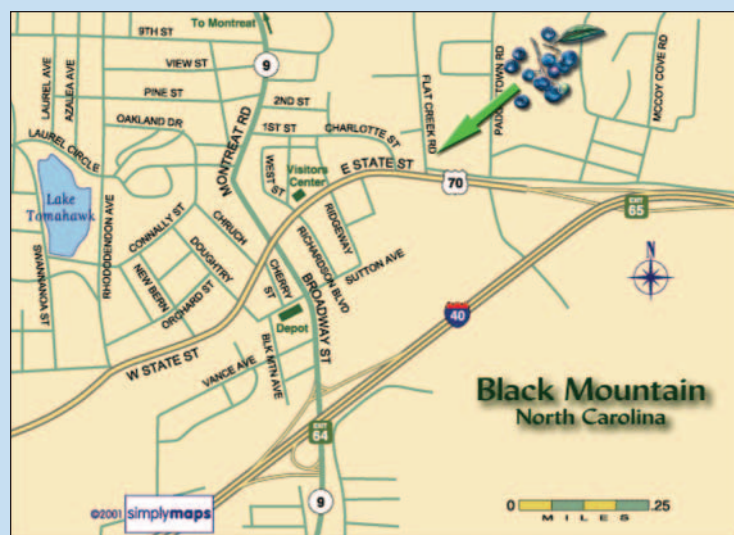 To Montreat
9TH ST
VIEW ST
PINE ST
OAKLAND DR
LAUREL AVE
AZALEA AVE
LAUREL CIRCLE
Lake
Tomahawk
SWANNANOA ST
RHODODENDON AVE
CONNALLY ST
NEW BERN
ORCHARD ST
DOUGHTRY
CHRUCH
W STATE ST
9
MONTREAT RD
2ND ST
1ST ST
CHARLOTTE ST
WEST ST
Visitors
Center
E STATE ST
RIDGEWAY
RICHARDSON BLVD
SUTTON AVE
CHERRY
ST
BROADWAY ST
Depot
BLK MTN AVE
VANCE AVE
FLAT CREEK RD
TOWN RD
MCCOY COVE RD
70
EXIT
65
N
40
EXIT
64
9
Black Mountain
North Carolina
0 .25
MILES
©2001 simplymaps